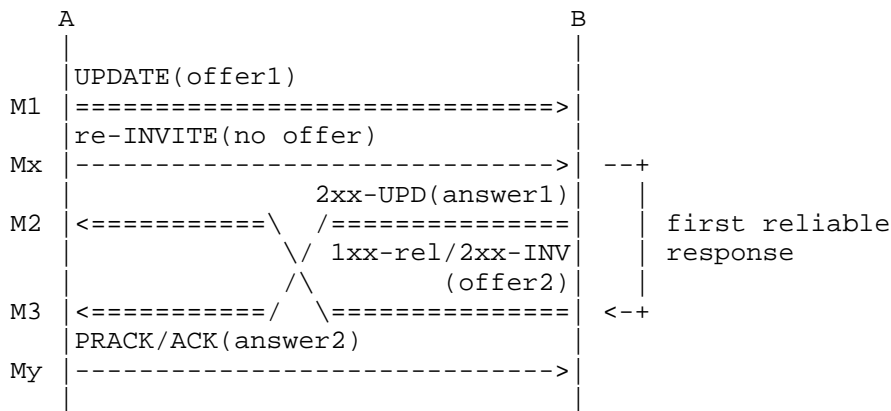 A B
UPDATE(offer1)
M1 |==============================>|
re-INVITE(no offer)
Mx |------------------------------>| --+
2xx-UPD(answer1)| |
M2 |<===========\ /===============| | first reliable
\/ 1xx-rel/2xx-INV | response
/\ (offer2)| |
M3 |<===========/ \===============| <-+
PRACK/ACK(answer2)
My |------------------------------>|